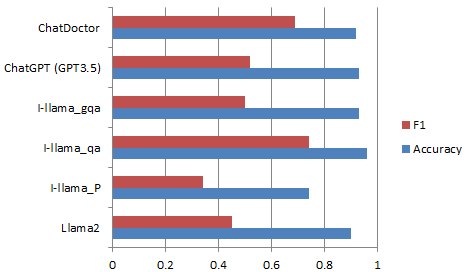 ChatDoctor
ChatGPT (GPT3.5)
I-llama_gqa
I-llama_qa
I-llama_P
Llama2
F1
Accuracy
0 0.2 0.4 0.6 0.8 1